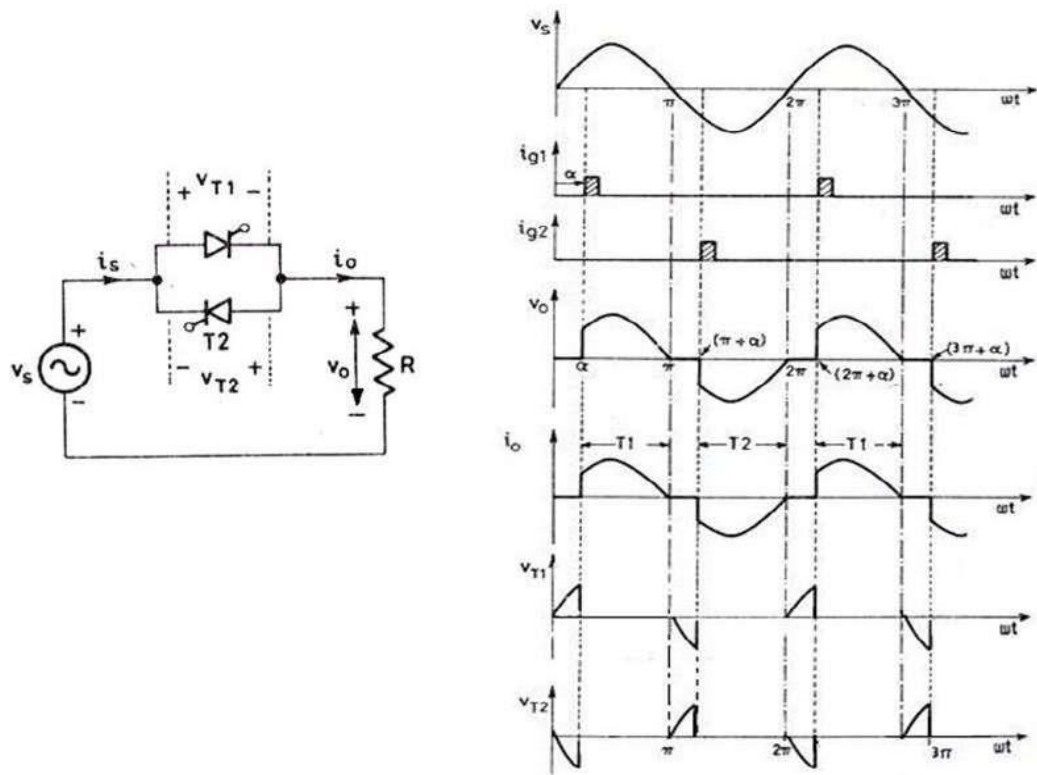 + VT1 −
is
io
T2
− VT2 +
+
vs
−
+
vo
−
R
vs
π
2π
3π
ωt
ig1
α
ωt
ig2
ωt
vo
(π + α)
(3π + α)
α
π
2π
(2π + α)
ωt
io
T1
T2
T1
ωt
vT1
ωt
vT2
π
2π
3π
ωt